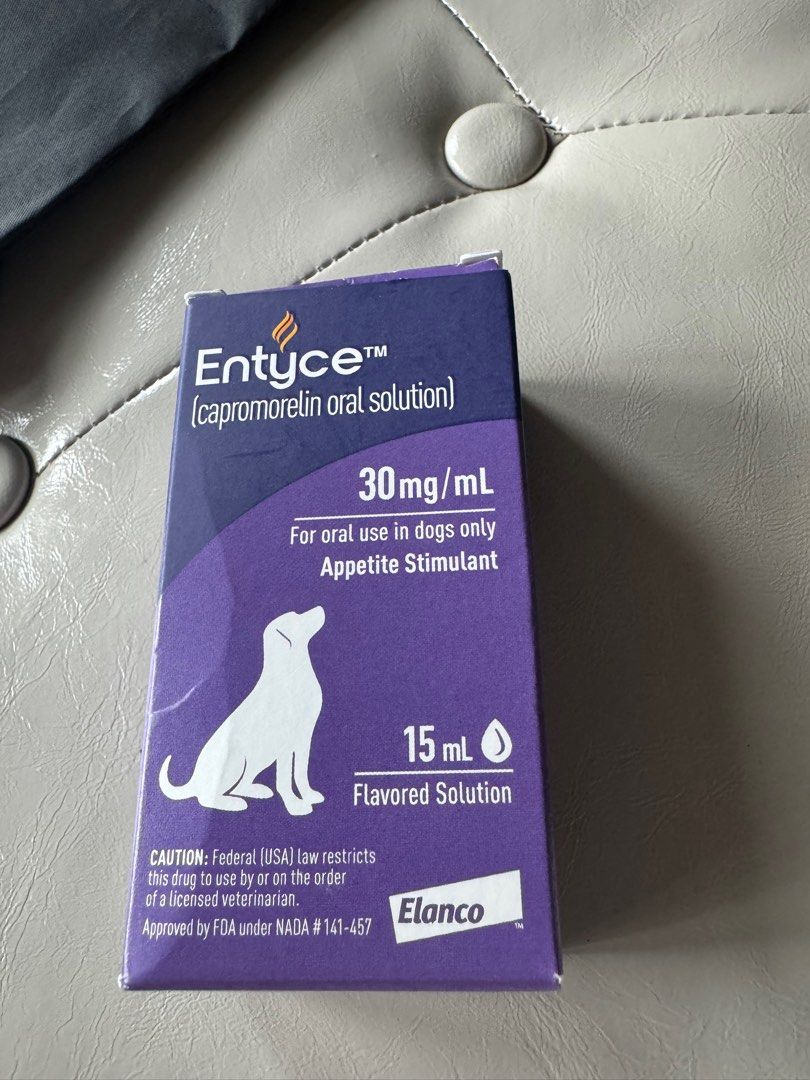 Entyce™
(capromorelin oral solution)
30mg/mL
For oral use in dogs only
Appetite Stimulant
15 mL
Flavored Solution
CAUTION: Federal (USA) law restricts
this drug to use by or on the order
of a licensed veterinarian.
Approved by FDA under NADA # 141-457
Elanco™